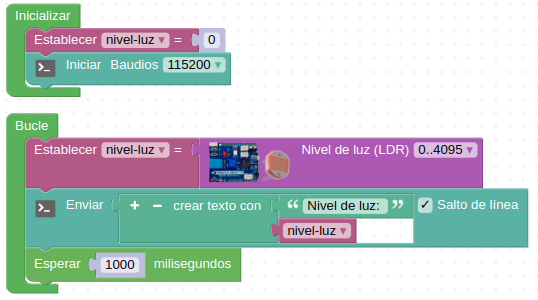 Inicializar
Establecer nivel-luz ▾ = 0
Iniciar Baudios 115200 ▾
Bucle
Establecer nivel-luz ▾ = Nivel de luz (LDR) 0..4095 ▾
Enviar + − crear texto con “ Nivel de luz: ” ✓ Salto de línea
nivel-luz ▾
Esperar 1000 milisegundos